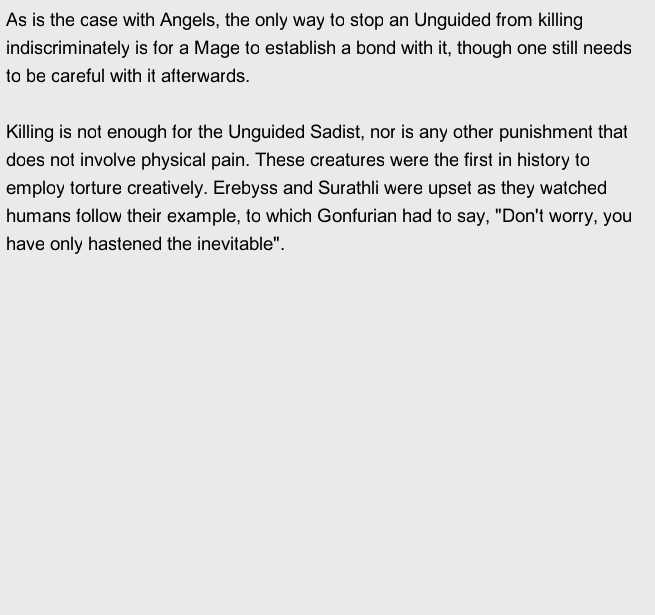 As is the case with Angels, the only way to stop an Unguided from killing
indiscriminately is for a Mage to establish a bond with it, though one still needs
to be careful with it afterwards.
Killing is not enough for the Unguided Sadist, nor is any other punishment that
does not involve physical pain. These creatures were the first in history to
employ torture creatively. Erebyss and Surathli were upset as they watched
humans follow their example, to which Gonfurian had to say, "Don't worry, you
have only hastened the inevitable".